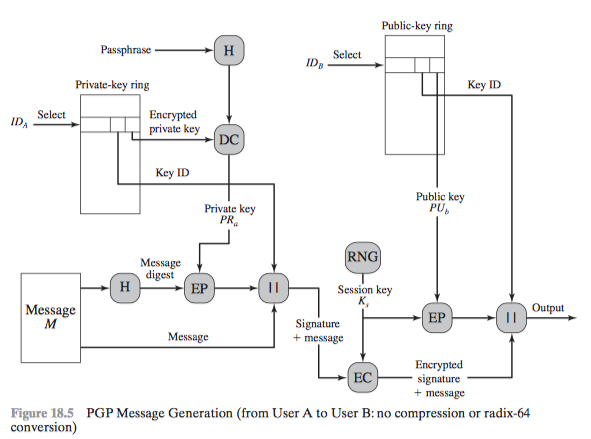 Public-key ring
Passphrase
H
ID_B
Select
Private-key ring
Key ID
ID_A
Select
Encrypted
private key
DC
Key ID
Private key
PR_a
Public key
PU_b
RNG
Message
digest
Message
M
H
EP
||
Session key
K_s
Signature
+ message
EP
||
Output
Message
EC
Encrypted
signature
+ message
Figure 18.5 PGP Message Generation (from User A to User B: no compression or radix-64
conversion)